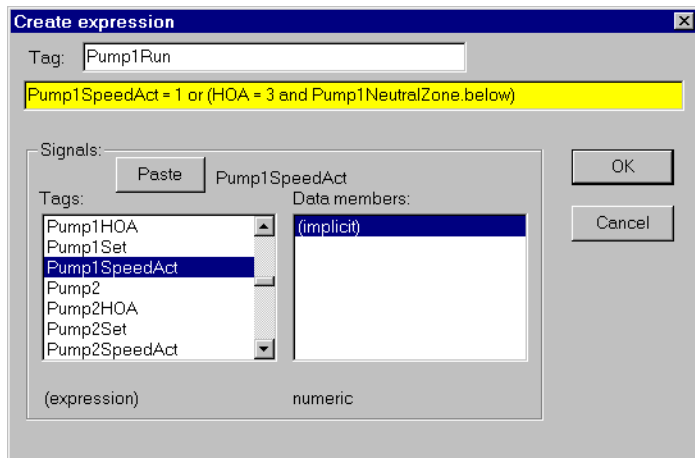 Create expression
Tag: Pump1Run
Pump1SpeedAct = 1 or (HOA = 3 and Pump1NeutralZone.below)
Signals:
Paste Pump1SpeedAct
OK
Tags: Data members:
Cancel
Pump1HOA (implicit)
Pump1Set
Pump1SpeedAct
Pump2
Pump2HOA
Pump2Set
Pump2SpeedAct
(expression) numeric